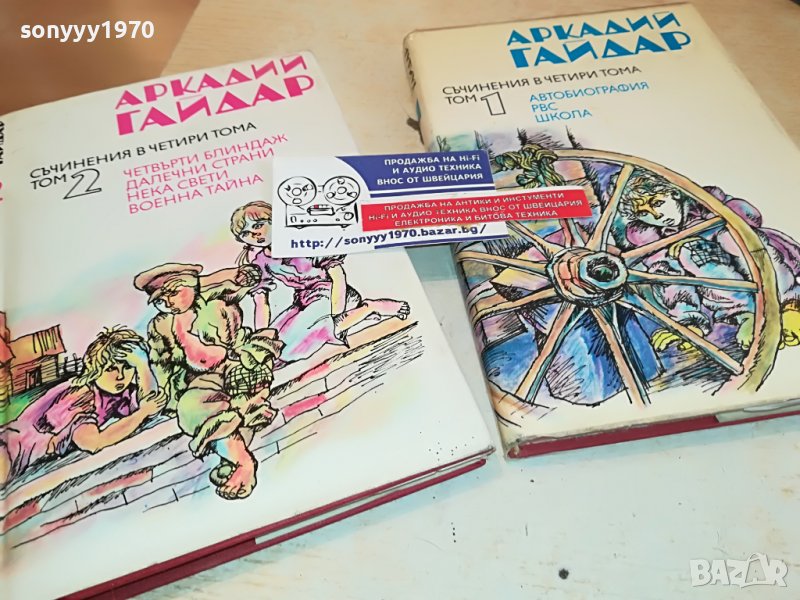 sonyyy1970
АРКАДИЙ
ГАЙДАР
СЪЧИНЕНИЯ В ЧЕТИРИ ТОМА
ТОМ 2
ЧЕТВЪРТИ БЛИНДАЖ
ДАЛЕЧНИ СТРАНИ
НЕКА СВЕТИ
ВОЕННА ТАЙНА
АРКАДИЙ
ГАЙДАР
СЪЧИНЕНИЯ В ЧЕТИРИ ТОМА
ТОМ 1
АВТОБИОГРАФИЯ
РВС
ШКОЛА
ПРОДАЖБА НА Hi-Fi
И АУДИО ТЕХНИКА
ВНОС ОТ ШВЕЙЦАРИЯ
ПРОДАЖБА НА АНТИКИ И ИНСТУМЕНТИ
Hi-Fi И АУДИО ТЕХНИКА ВНОС ОТ ШВЕЙЦАРИЯ
ЕЛЕКТРОНИКА И БИТОВА ТЕХНИКА
http://sonyyy1970.bazar.bg/
BAZAR
bg